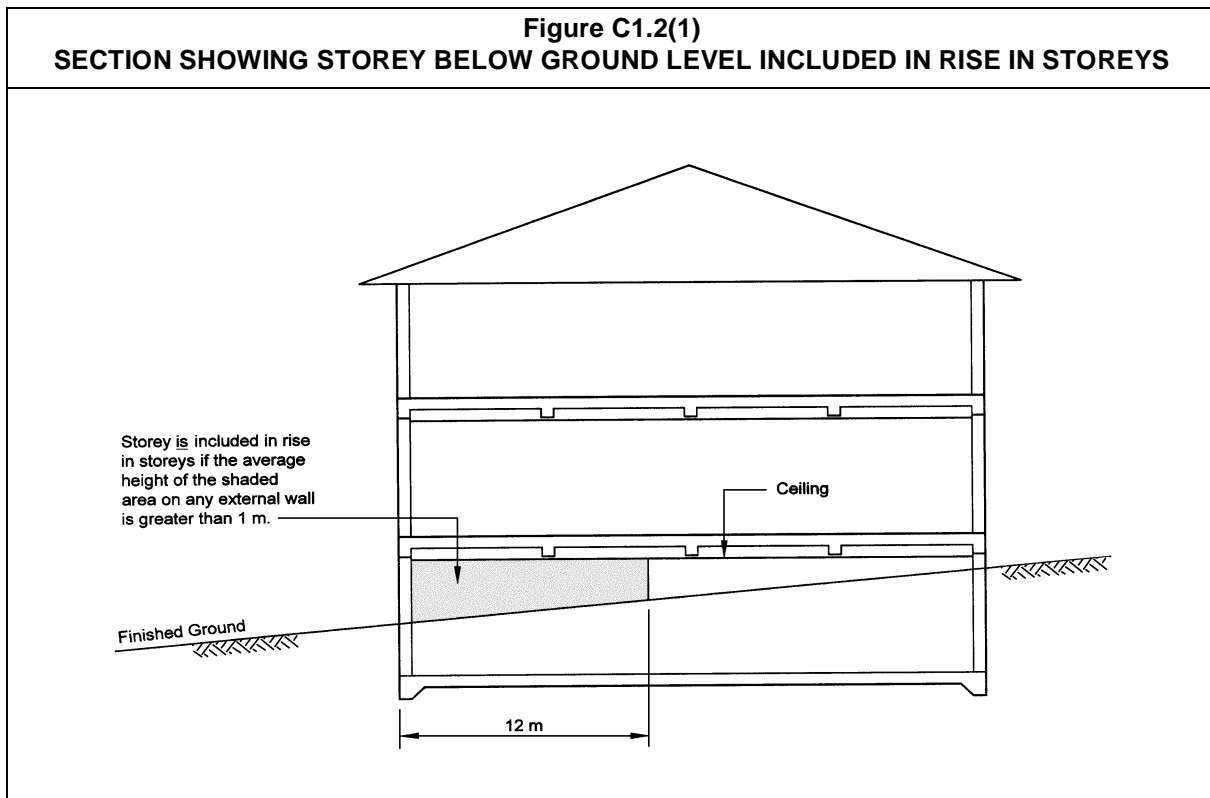 Figure C1.2(1)
SECTION SHOWING STOREY BELOW GROUND LEVEL INCLUDED IN RISE IN STOREYS
Storey is included in rise
in storeys if the average
height of the shaded
area on any external wall
is greater than 1 m.
Ceiling
Finished Ground
12 m